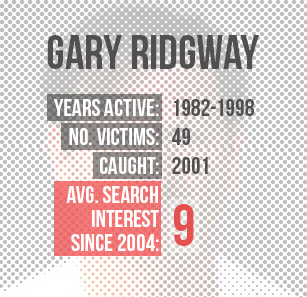 GARY RIDGWAY
YEARS ACTIVE: 1982-1998
NO. VICTIMS: 49
CAUGHT: 2001
AVG. SEARCH
INTEREST
SINCE 2004: 9